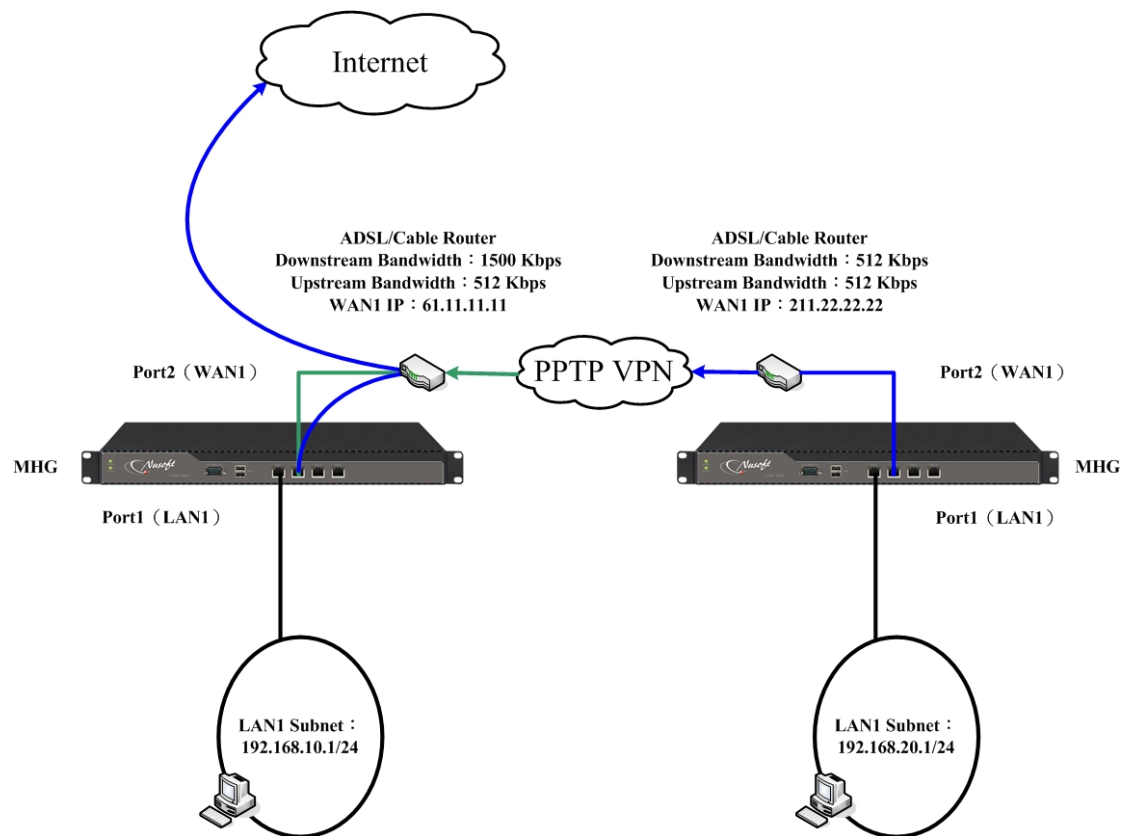 Internet
ADSL/Cable Router
Downstream Bandwidth：1500 Kbps
Upstream Bandwidth：512 Kbps
WAN1 IP：61.11.11.11
ADSL/Cable Router
Downstream Bandwidth：512 Kbps
Upstream Bandwidth：512 Kbps
WAN1 IP：211.22.22.22
Port2（WAN1）
PPTP VPN
Port2（WAN1）
MHG
Nusoft
Nusoft
MHG
Port1（LAN1）
Port1（LAN1）
LAN1 Subnet：
192.168.10.1/24
LAN1 Subnet：
192.168.20.1/24